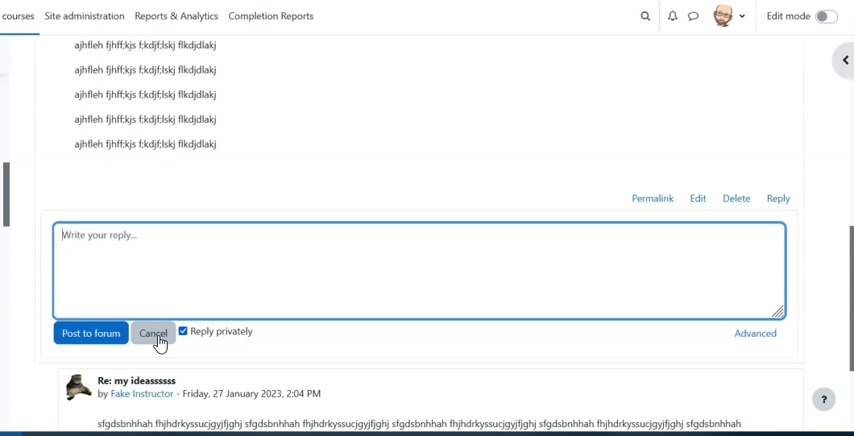 courses Site administration Reports & Analytics Completion Reports Edit mode
ajhfleh fjhff;kjs f;kdjf;lskj flkdjdlakj
ajhfleh fjhff;kjs f;kdjf;lskj flkdjdlakj
ajhfleh fjhff;kjs f;kdjf;lskj flkdjdlakj
ajhfleh fjhff;kjs f;kdjf;lskj flkdjdlakj
ajhfleh fjhff;kjs f;kdjf;lskj flkdjdlakj
Permalink Edit Delete Reply
Write your reply...
Post to forum Cancel Reply privately Advanced
Re: my ideassssss
by Fake Instructor - Friday, 27 January 2023, 2:04 PM
?
sfgdsbnhhah fhjhdrkyssucjgyjfjghj sfgdsbnhhah fhjhdrkyssucjgyjfjghj sfgdsbnhhah fhjhdrkyssucjgyjfjghj sfgdsbnhhah fhjhdrkyssucjgyjfjghj sfgdsbnhhah